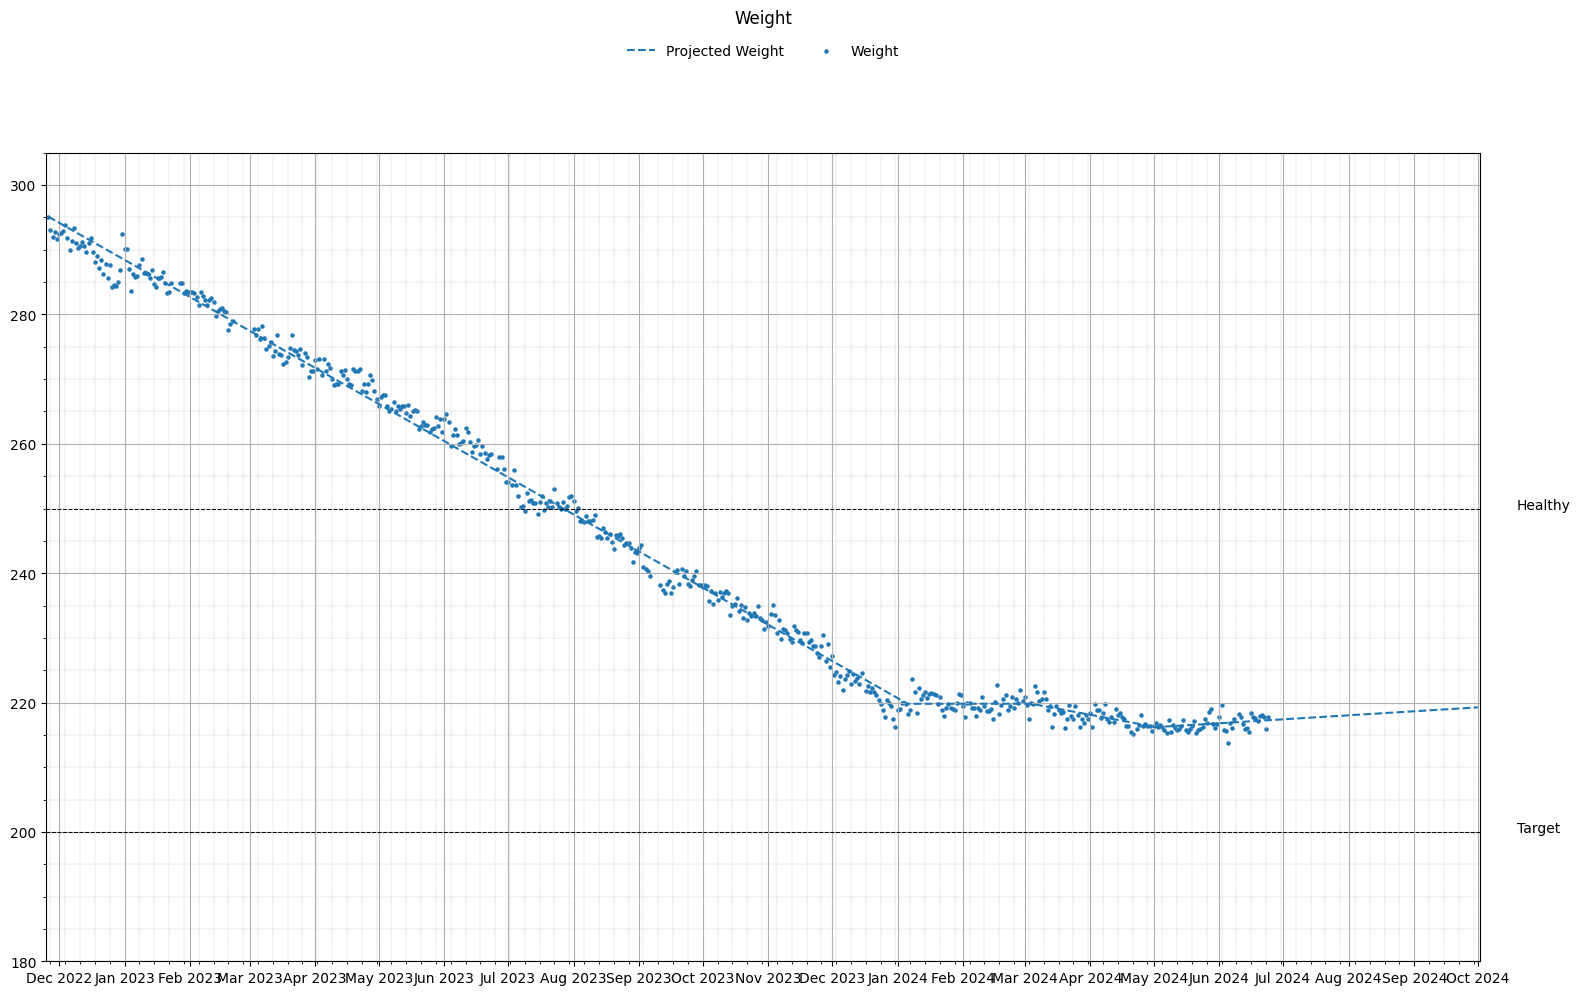 Weight
Projected Weight Weight
300
280
260
Healthy
240
220
200 Target
180
Dec 2022 Jan 2023 Feb 2023 Mar 2023 Apr 2023 May 2023 Jun 2023 Jul 2023 Aug 2023 Sep 2023 Oct 2023 Nov 2023 Dec 2023 Jan 2024 Feb 2024 Mar 2024 Apr 2024 May 2024 Jun 2024 Jul 2024 Aug 2024 Sep 2024 Oct 2024